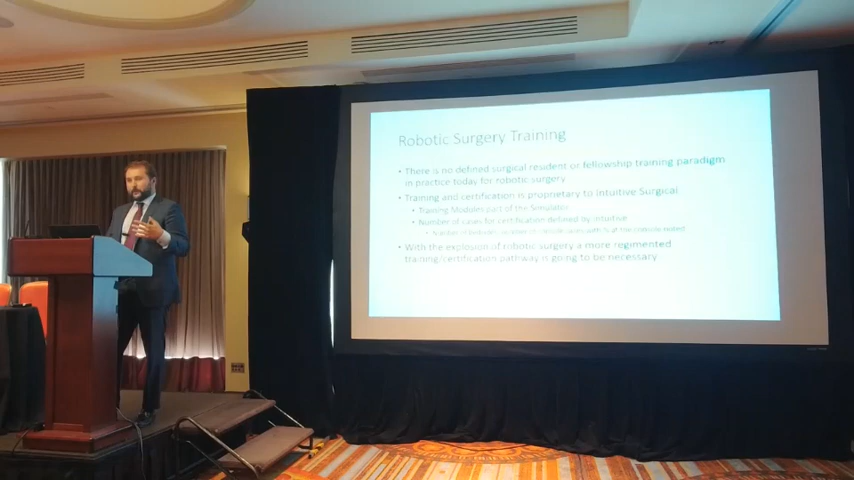 Robotic Surgery Training
• There is no defined surgical resident or fellowship training paradigm
in practice today for robotic surgery
• Training and certification is proprietary to Intuitive Surgical
• Training Modules part of the Simulator
• Number of cases for certification defined by Intuitive
• Number of bedside
• With the explosion of robotic surgery a more regimented
training/certification pathway is going to be necessary